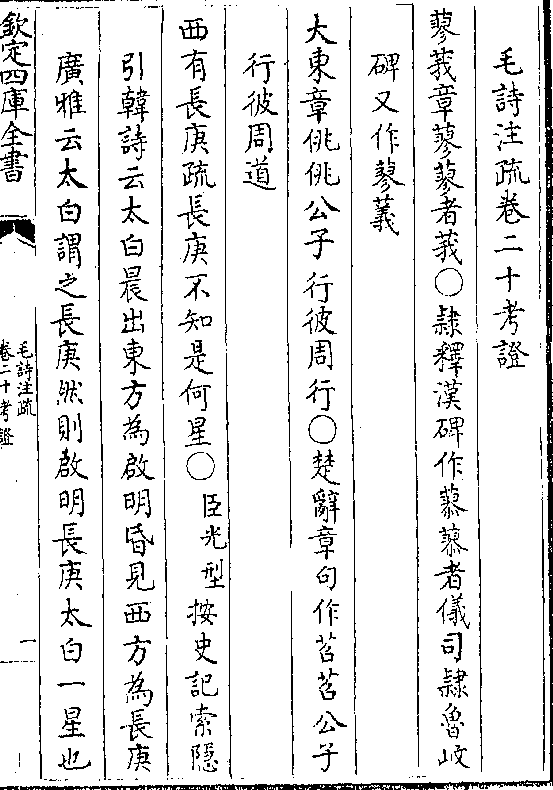 毛詩注疏卷二十考證
蓼莪章蓼蓼者莪○隷釋漢碑作蓼蓼者儀司隷魯峻
碑又作蓼義
大東章佻佻公子行彼周行○楚辭章句作苕苕公子
行彼周道
西有長庚疏長庚不知是何星○臣光型按史記索隠
引韓詩云太白晨出東方為啟明昏見西方為長庚
廣雅云太白謂之長庚然則啟明長庚太白一星也
欽定四庫全書
毛詩注疏
卷二十考證
一